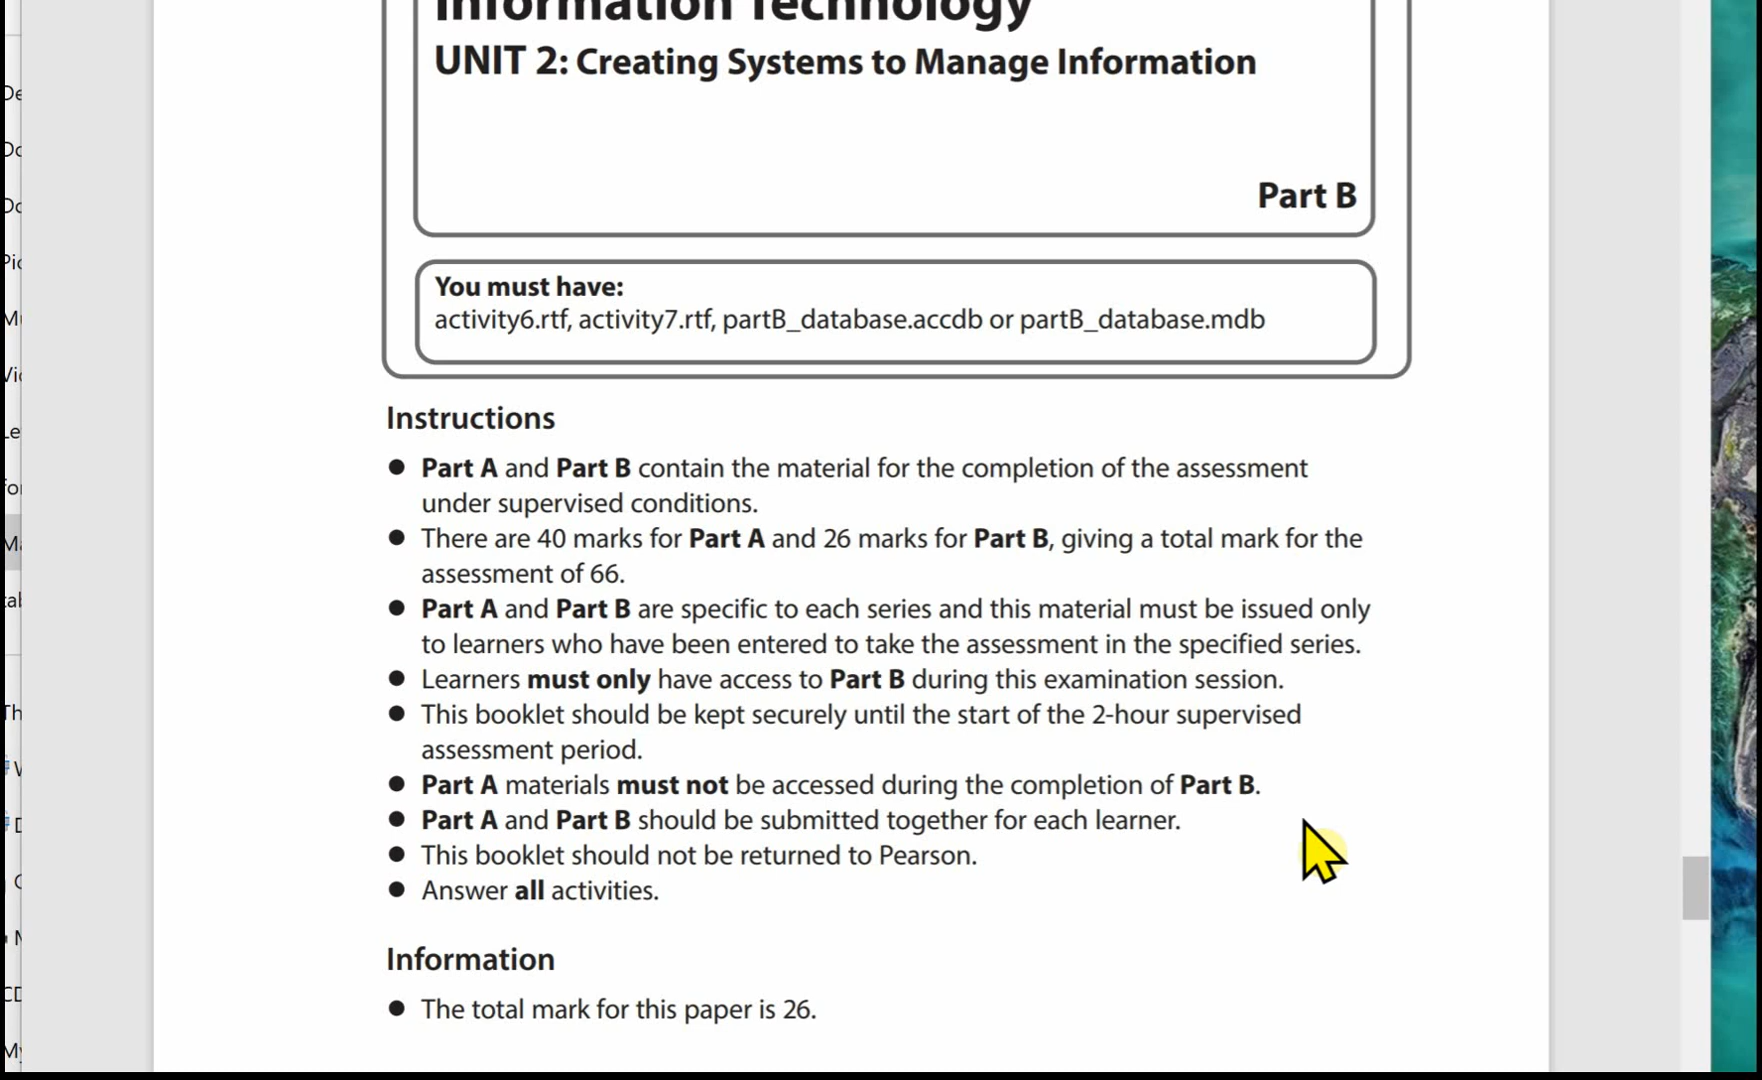 Information Technology
UNIT 2: Creating Systems to Manage Information
Part B
You must have:
activity6.rtf, activity7.rtf, partB_database.accdb or partB_database.mdb
Instructions
● Part A and Part B contain the material for the completion of the assessment
under supervised conditions.
● There are 40 marks for Part A and 26 marks for Part B, giving a total mark for the
assessment of 66.
● Part A and Part B are specific to each series and this material must be issued only
to learners who have been entered to take the assessment in the specified series.
● Learners must only have access to Part B during this examination session.
● This booklet should be kept securely until the start of the 2-hour supervised
assessment period.
● Part A materials must not be accessed during the completion of Part B.
● Part A and Part B should be submitted together for each learner.
● This booklet should not be returned to Pearson.
● Answer all activities.
Information
● The total mark for this paper is 26.